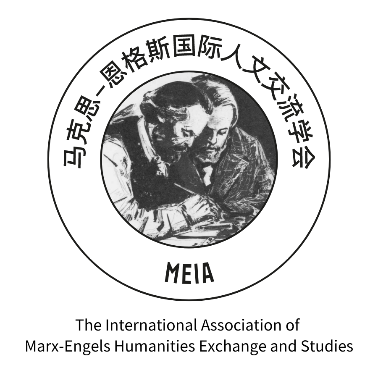 马克思-恩格斯国际人文交流学会
MEIA
The International Association of
Marx-Engels Humanities Exchange and Studies